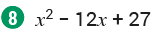 8 x² − 12x + 27